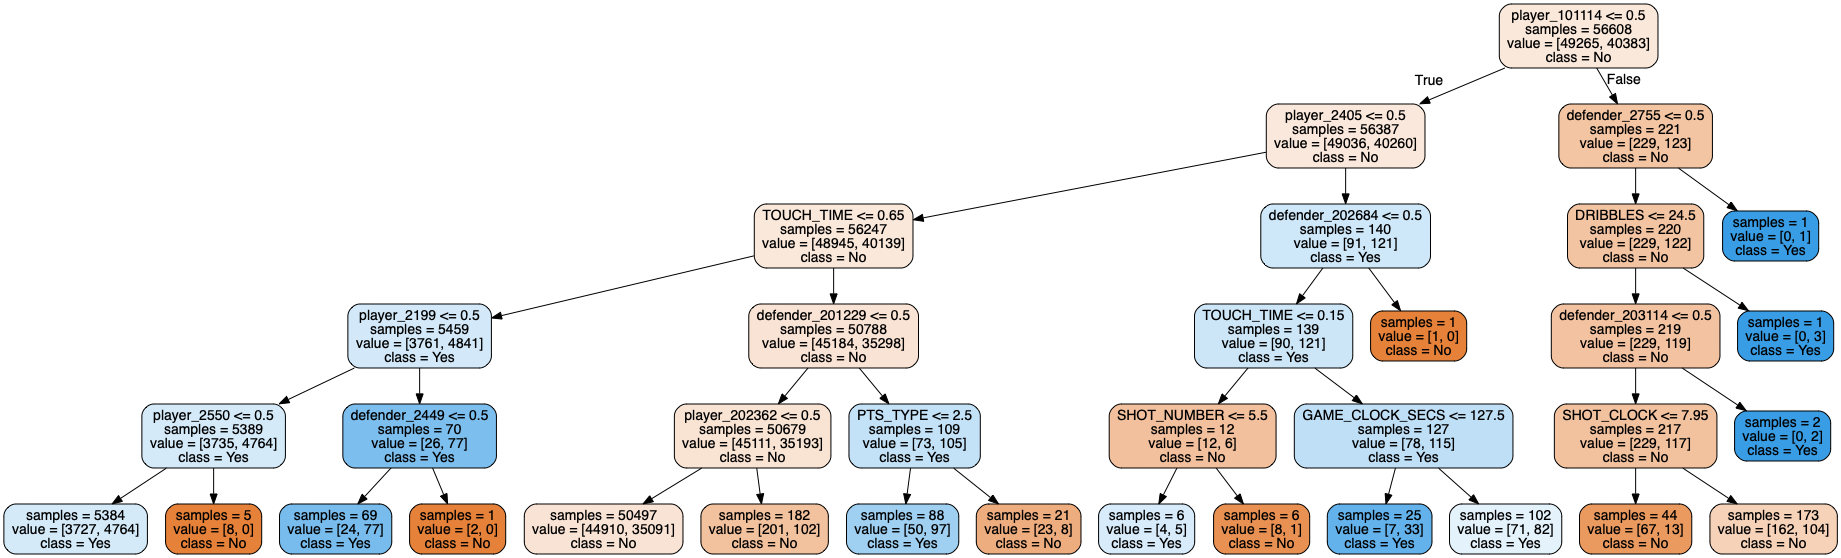 player_101114 <= 0.5
samples = 56608
value = [49265, 40383]
class = No
True
False
player_2405 <= 0.5
samples = 56387
value = [49036, 40260]
class = No
defender_2755 <= 0.5
samples = 221
value = [229, 123]
class = No
TOUCH_TIME <= 0.65
samples = 56247
value = [48945, 40139]
class = No
defender_202684 <= 0.5
samples = 140
value = [91, 121]
class = Yes
DRIBBLES <= 24.5
samples = 220
value = [229, 122]
class = No
samples = 1
value = [0, 1]
class = Yes
player_2199 <= 0.5
samples = 5459
value = [3761, 4841]
class = Yes
defender_201229 <= 0.5
samples = 50788
value = [45184, 35298]
class = No
TOUCH_TIME <= 0.15
samples = 139
value = [90, 121]
class = Yes
samples = 1
value = [1, 0]
class = No
defender_203114 <= 0.5
samples = 219
value = [229, 119]
class = No
samples = 1
value = [0, 3]
class = Yes
player_2550 <= 0.5
samples = 5389
value = [3735, 4764]
class = Yes
defender_2449 <= 0.5
samples = 70
value = [26, 77]
class = Yes
player_202362 <= 0.5
samples = 50679
value = [45111, 35193]
class = No
PTS_TYPE <= 2.5
samples = 109
value = [73, 105]
class = Yes
SHOT_NUMBER <= 5.5
samples = 12
value = [12, 6]
class = No
GAME_CLOCK_SECS <= 127.5
samples = 127
value = [78, 115]
class = Yes
SHOT_CLOCK <= 7.95
samples = 217
value = [229, 117]
class = No
samples = 2
value = [0, 2]
class = Yes
samples = 5384
value = [3727, 4764]
class = Yes
samples = 5
value = [8, 0]
class = No
samples = 69
value = [24, 77]
class = Yes
samples = 1
value = [2, 0]
class = No
samples = 50497
value = [44910, 35091]
class = No
samples = 182
value = [201, 102]
class = No
samples = 88
value = [50, 97]
class = Yes
samples = 21
value = [23, 8]
class = No
samples = 6
value = [4, 5]
class = Yes
samples = 6
value = [8, 1]
class = No
samples = 25
value = [7, 33]
class = Yes
samples = 102
value = [71, 82]
class = Yes
samples = 44
value = [67, 13]
class = No
samples = 173
value = [162, 104]
class = No